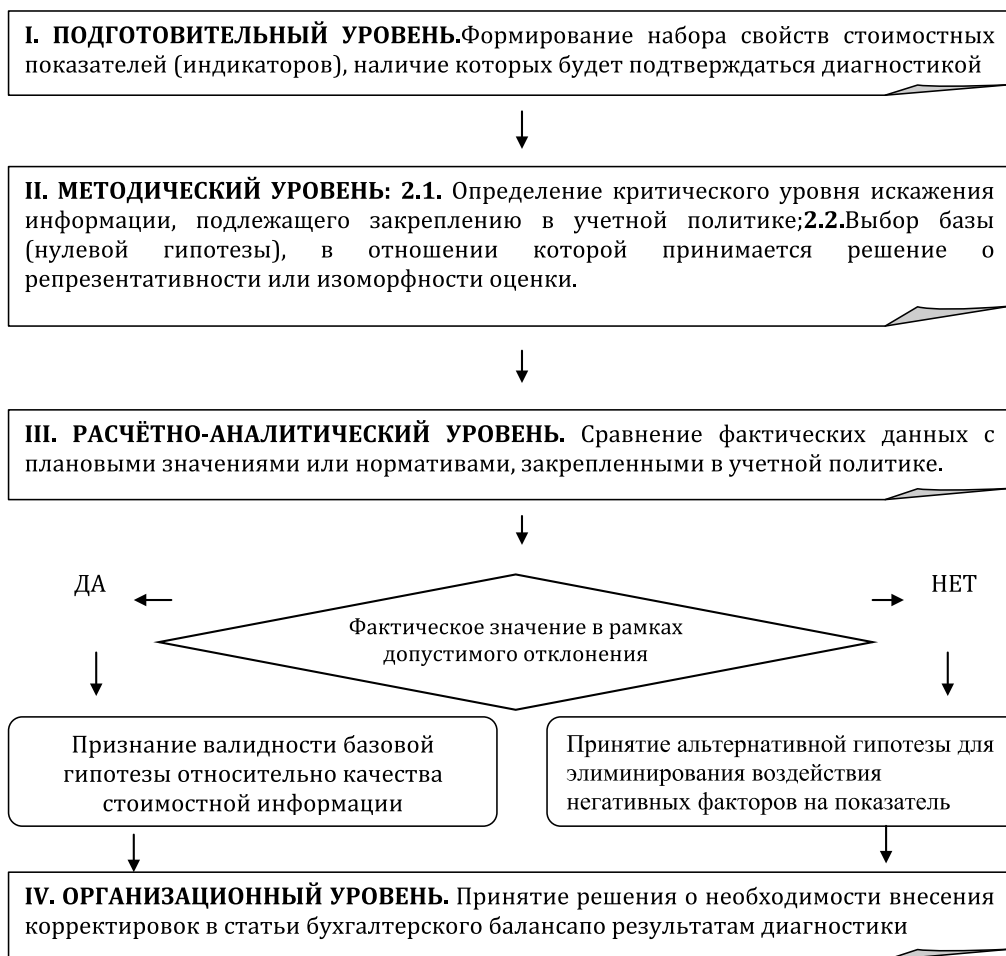 I. ПОДГОТОВИТЕЛЬНЫЙ УРОВЕНЬ.Формирование набора свойств стоимостных
показателей (индикаторов), наличие которых будет подтверждаться диагностикой
II. МЕТОДИЧЕСКИЙ УРОВЕНЬ: 2.1. Определение критического уровня искажения
информации, подлежащего закреплению в учетной политике;2.2.Выбор базы
(нулевой гипотезы), в отношении которой принимается решение о
репрезентативности или изоморфности оценки.
III. РАСЧЁТНО-АНАЛИТИЧЕСКИЙ УРОВЕНЬ. Сравнение фактических данных с
плановыми значениями или нормативами, закрепленными в учетной политике.
ДА
НЕТ
Фактическое значение в рамках
допустимого отклонения
Признание валидности базовой
гипотезы относительно качества
стоимостной информации
Принятие альтернативной гипотезы для
элиминирования воздействия
негативных факторов на показатель
IV. ОРГАНИЗАЦИОННЫЙ УРОВЕНЬ. Принятие решения о необходимости внесения
корректировок в статьи бухгалтерского балансапо результатам диагностики